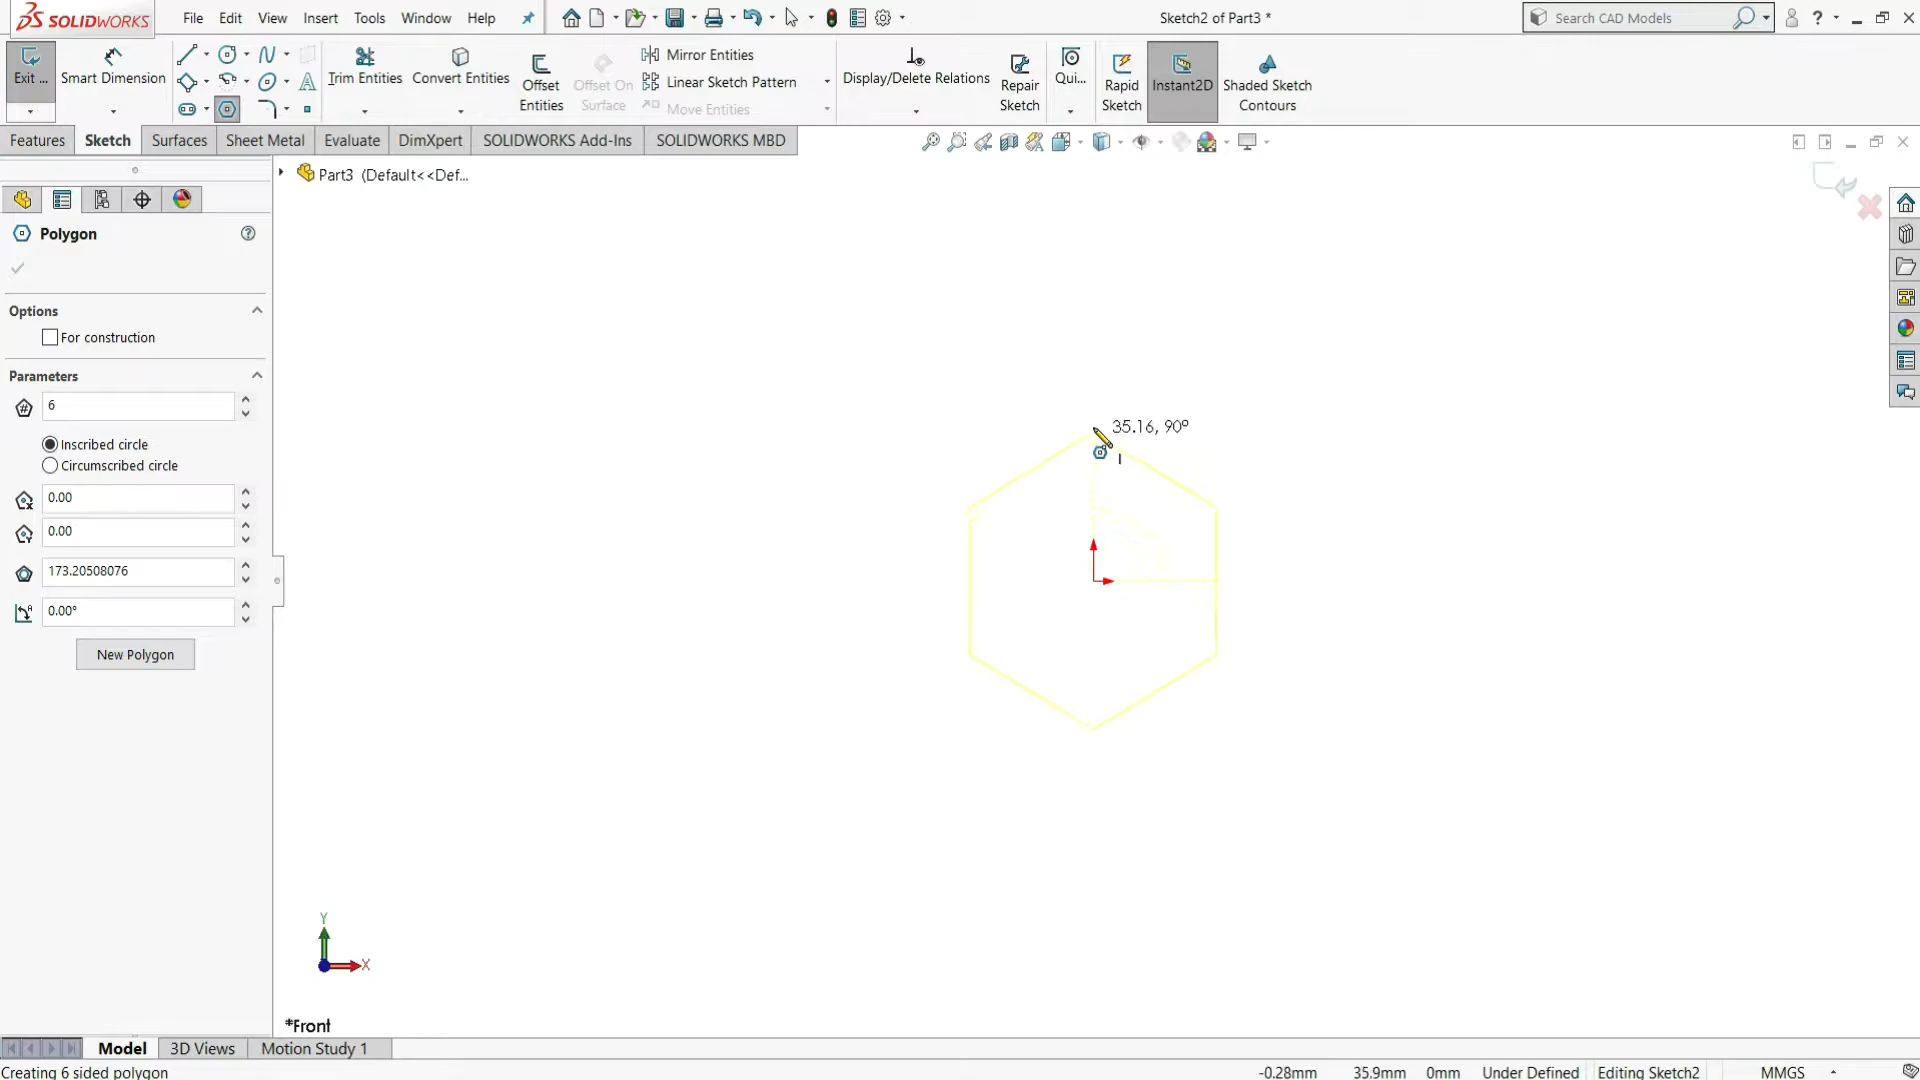 SOLIDWORKS File Edit View Insert Tools Window Help Sketch2 of Part3 * Search CAD Models ?
Exit ... Smart Dimension Trim Entities Convert Entities Offset Entities Offset On Surface Mirror Entities Linear Sketch Pattern Move Entities Display/Delete Relations Repair Sketch Qui... Rapid Sketch Instant2D Shaded Sketch Contours
Features Sketch Surfaces Sheet Metal Evaluate DimXpert SOLIDWORKS Add-Ins SOLIDWORKS MBD
Part3 (Default<<Def...
Polygon
Options
For construction
Parameters
6
Inscribed circle
Circumscribed circle
0.00
0.00
173.20508076
0.00°
New Polygon
35.16, 90°
Y
X
*Front
Model 3D Views Motion Study 1
Creating 6 sided polygon -0.28mm 35.9mm 0mm Under Defined Editing Sketch2 MMGS